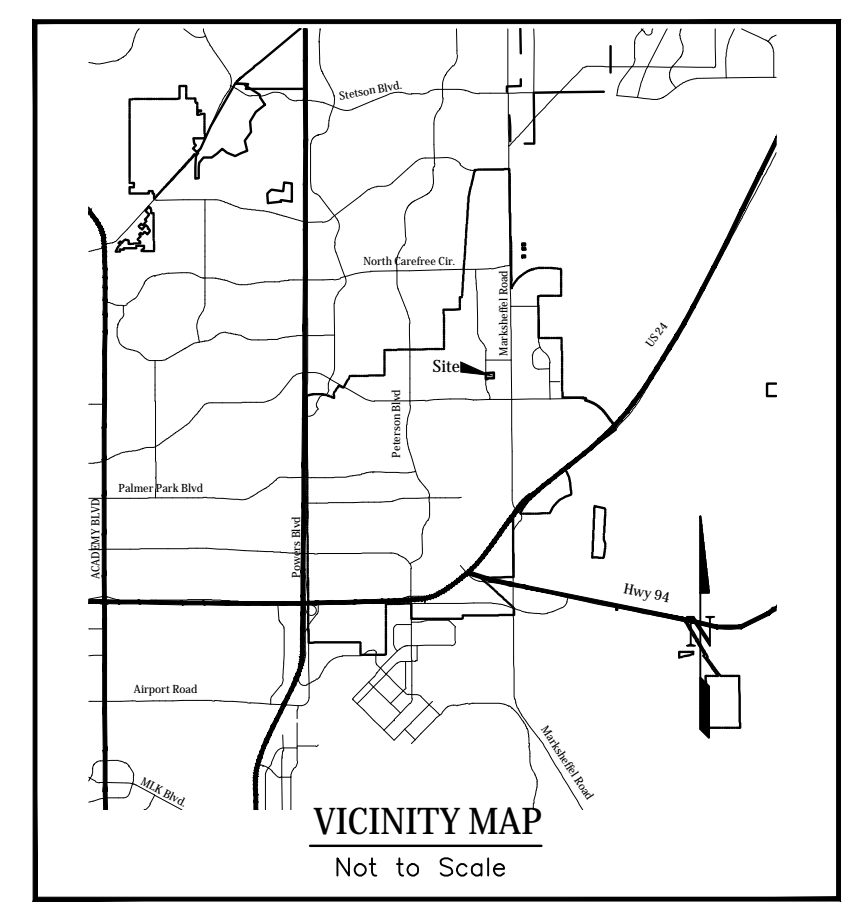 Stetson Blvd.
North Carefree Cir.
Marksheffel Road
US 24
Site
Peterson Blvd
Palmer Park Blvd
ACADEMY BLVD
Powers Blvd
Hwy 94
N
Airport Road
Marksheffel Road
MLK Blvd.
VICINITY MAP
Not to Scale